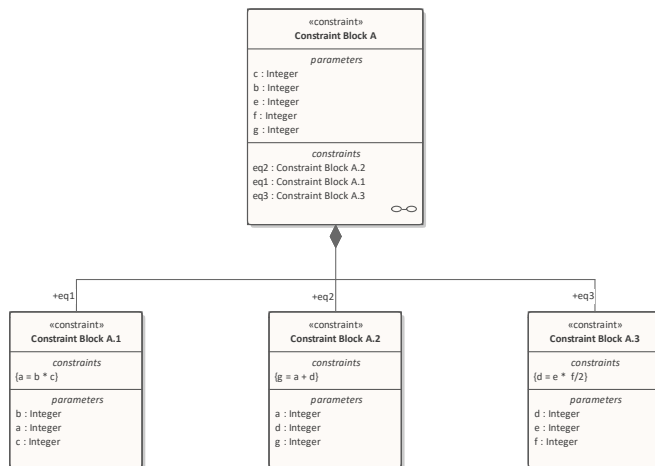 «constraint»
Constraint Block A
parameters
c : Integer
b : Integer
e : Integer
f : Integer
g : Integer
constraints
eq2 : Constraint Block A.2
eq1 : Constraint Block A.1
eq3 : Constraint Block A.3
+eq1
+eq2
+eq3
«constraint»
Constraint Block A.1
constraints
{a = b * c}
parameters
b : Integer
a : Integer
c : Integer
«constraint»
Constraint Block A.2
constraints
{g = a + d}
parameters
a : Integer
d : Integer
g : Integer
«constraint»
Constraint Block A.3
constraints
{d = e *  f/2}
parameters
d : Integer
e : Integer
f : Integer